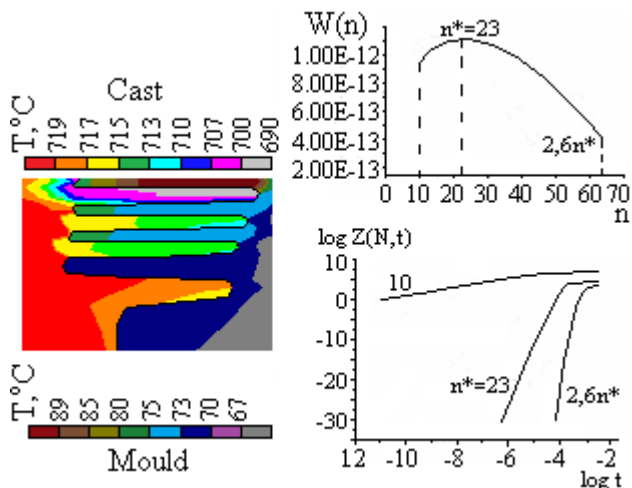 Cast
T,°C
719 717 715 713 710 707 700 690
T,°C
89 85 80 75 73 70 67
Mould
W(n)
n*=23
1.00E-12
8.00E-13
6.00E-13
4.00E-13
2.00E-13
2,6n*
0 10 20 30 40 50 60 70
n
log Z(N,t)
10
0
-10
-20
-30
10
n*=23
2,6n*
12 -10 -8 -6 -4 -2
log t